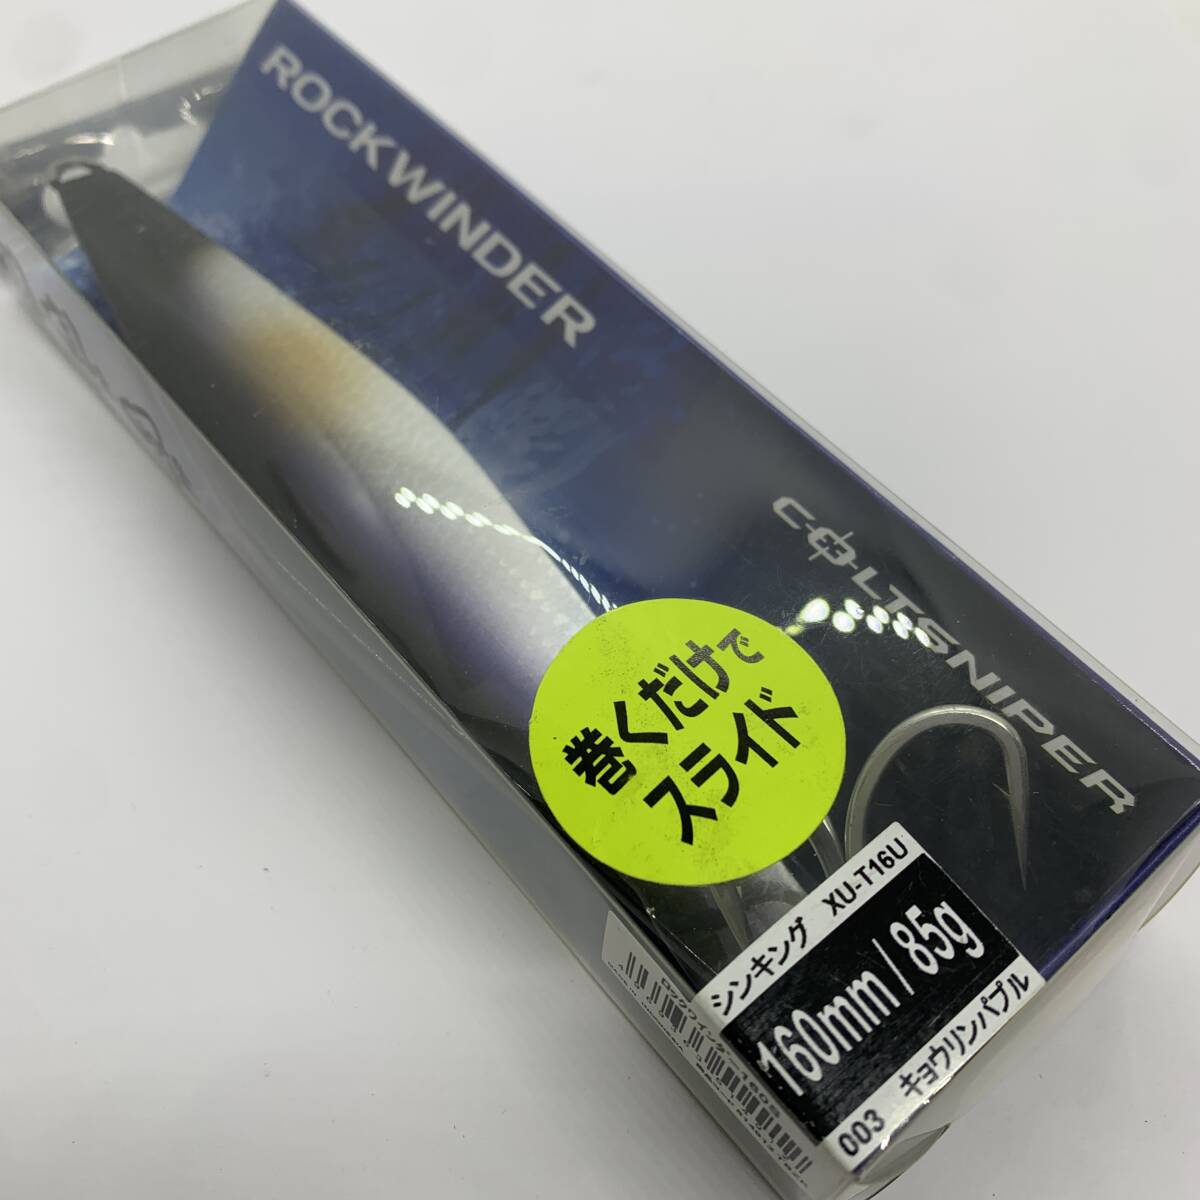 ROCKWINDER
COLTSNIPER
巻くだけで
スライド
シンキング XU-T16U
160mm / 85g
003 キョウリンパプル